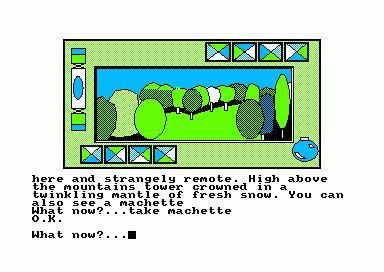 here and strangely remote. High above
the mountains tower crowned in a
twinkling mantle of fresh snow. You can
also see a machette
What now?...take machette
O.K.
What now?...